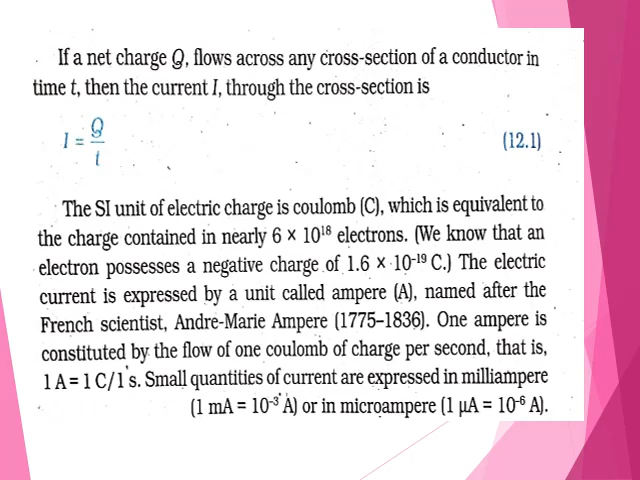 If a net charge Q, flows across any cross-section of a conductor in
time t, then the current I, through the cross-section is
I = Q/t (12.1)
The SI unit of electric charge is coulomb (C), which is equivalent to
the charge contained in nearly 6 × 10¹⁸ electrons. (We know that an
electron possesses a negative charge of 1.6 × 10⁻¹⁹ C.) The electric
current is expressed by a unit called ampere (A), named after the
French scientist, Andre-Marie Ampere (1775–1836). One ampere is
constituted by the flow of one coulomb of charge per second, that is,
1 A = 1 C/1 s. Small quantities of current are expressed in milliampere
(1 mA = 10⁻³ A) or in microampere (1 µA = 10⁻⁶ A).